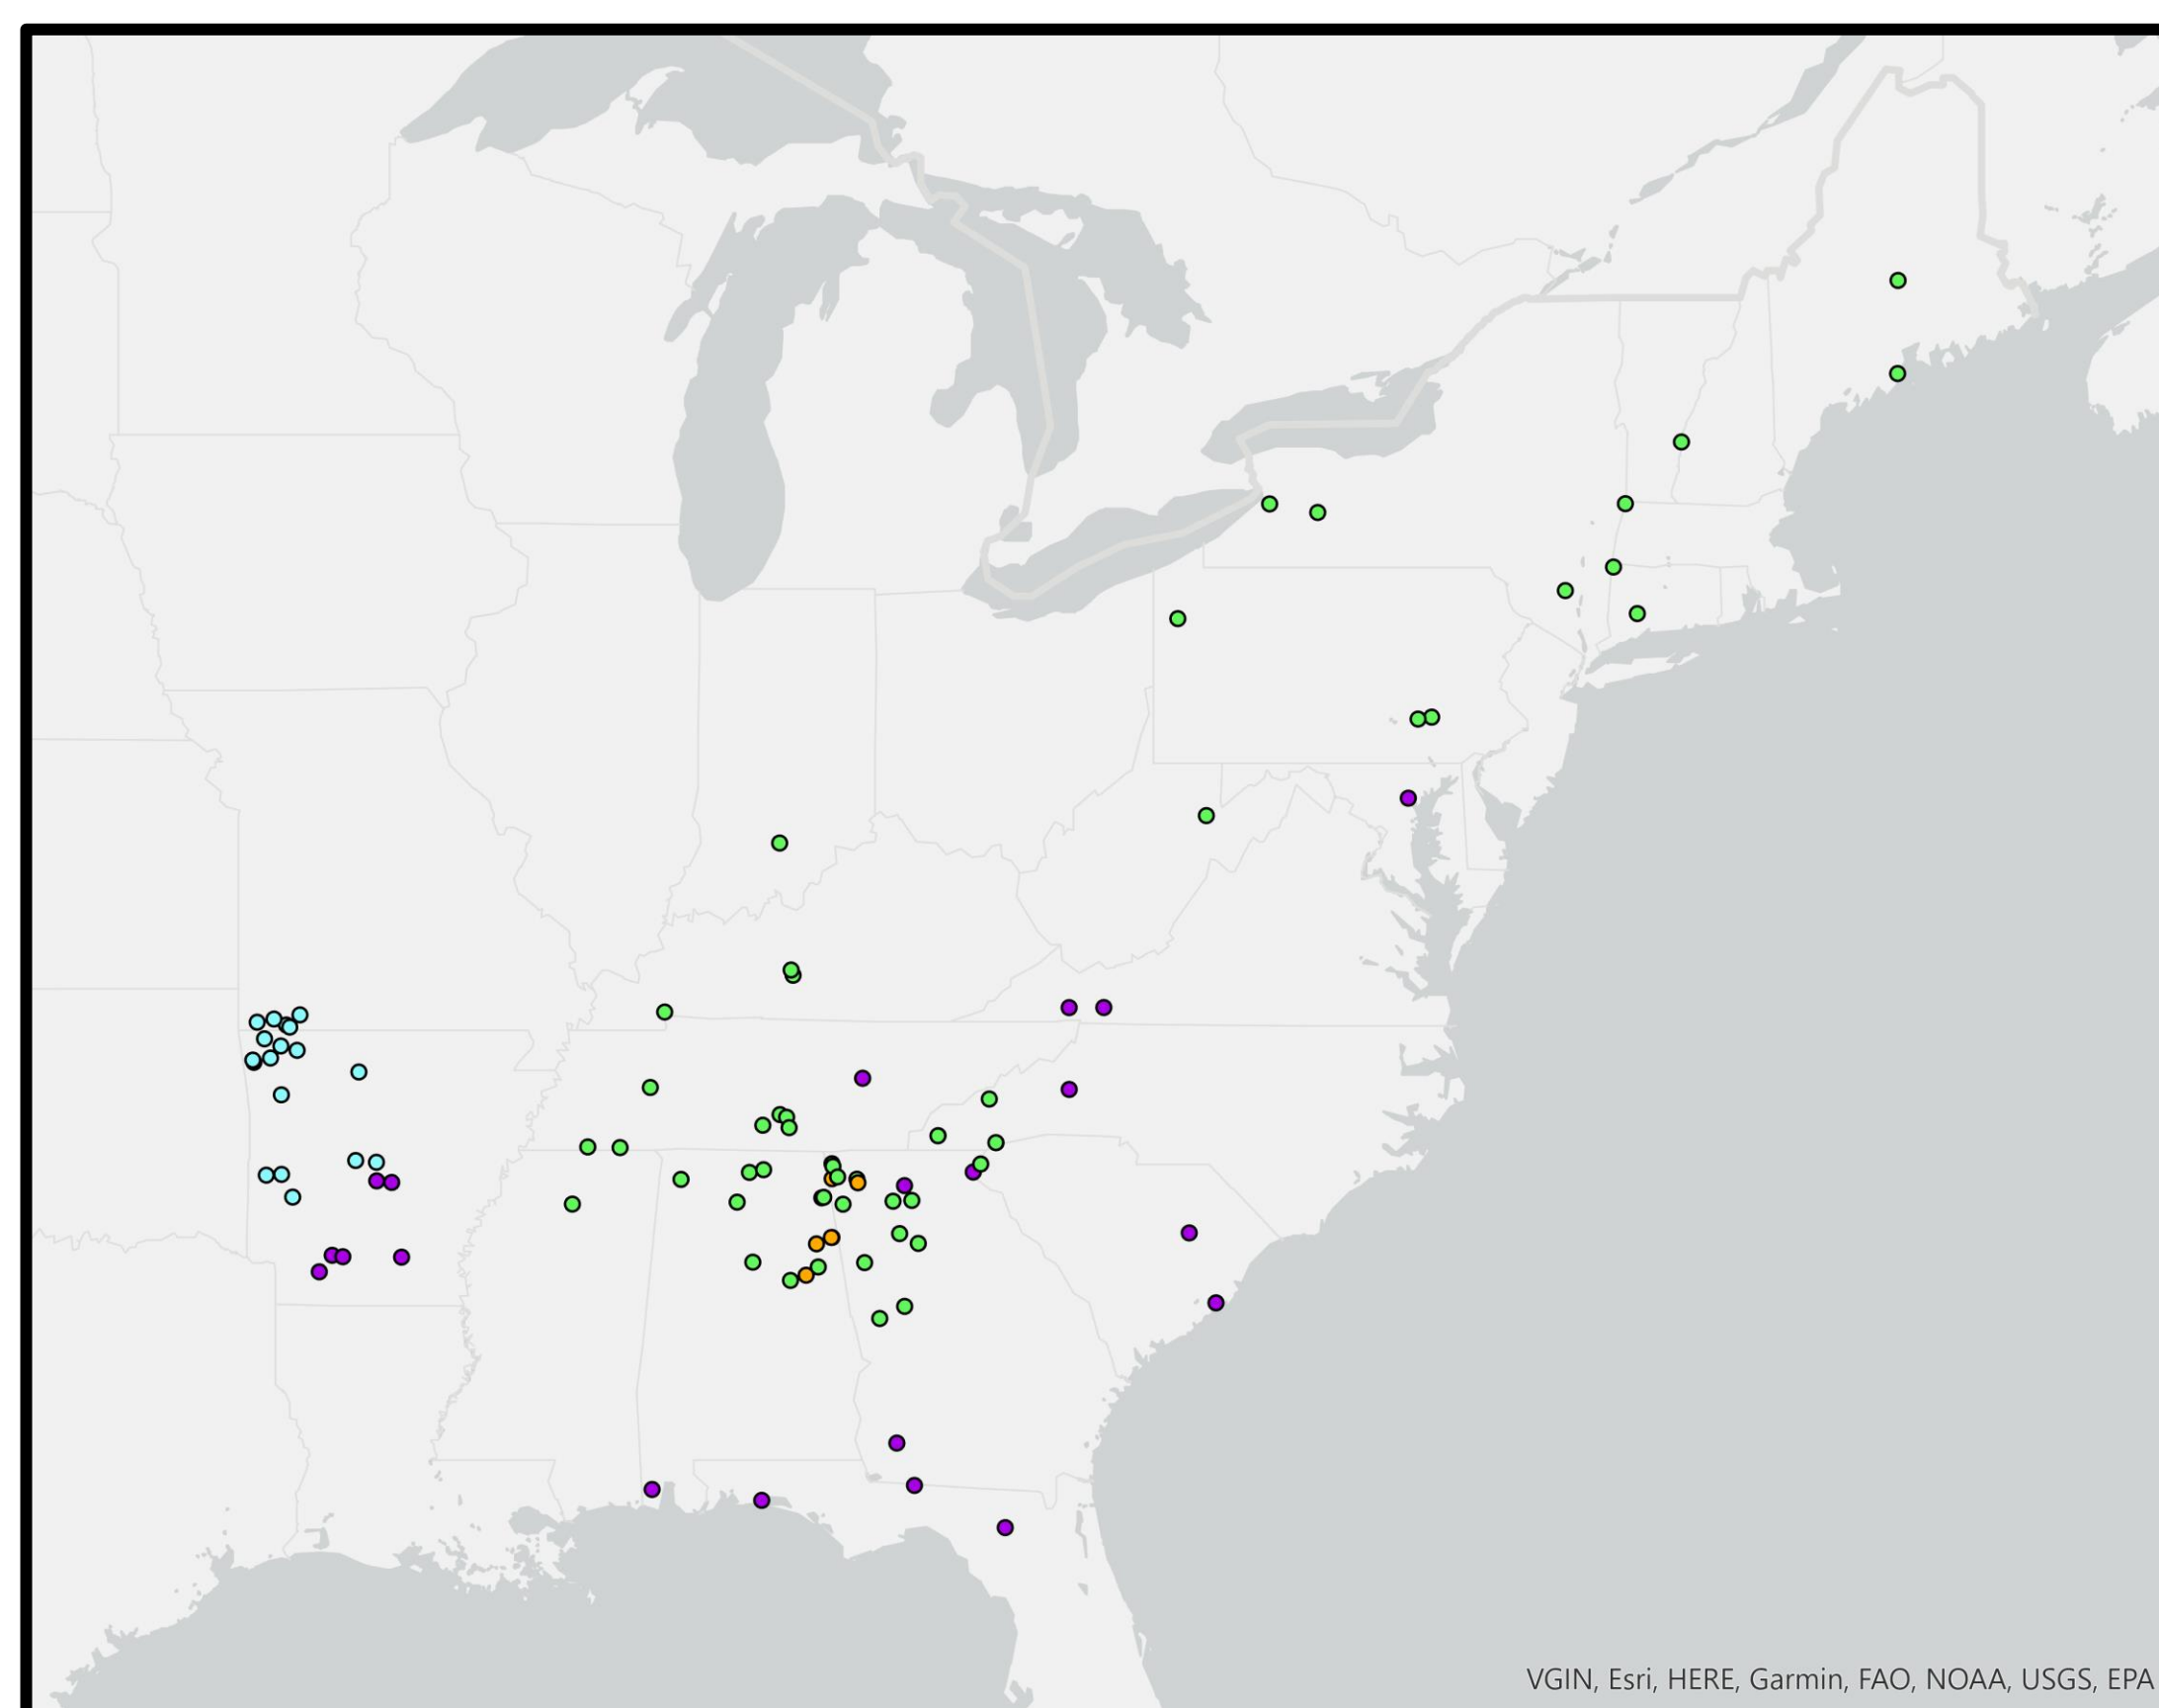 VGIN, Esri, HERE, Garmin, FAO, NOAA, USGS, EPA